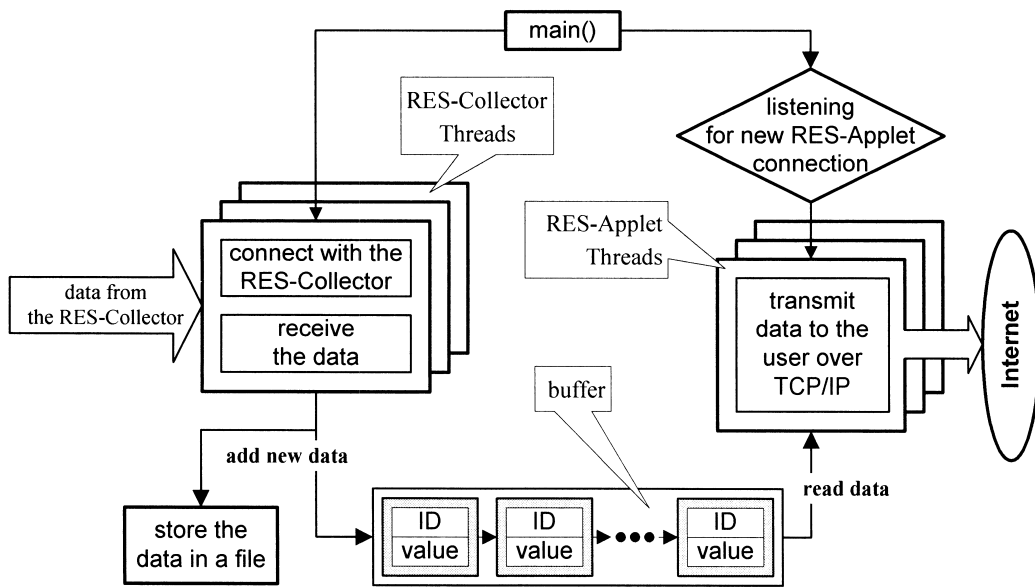 main()
RES-Collector
Threads
listening
for new RES-Applet
connection
RES-Applet
Threads
connect with the
RES-Collector
receive
the data
data from
the RES-Collector
transmit
data to the
user over
TCP/IP
Internet
buffer
add new data
read data
store the
data in a file
ID
value
ID
value
ID
value